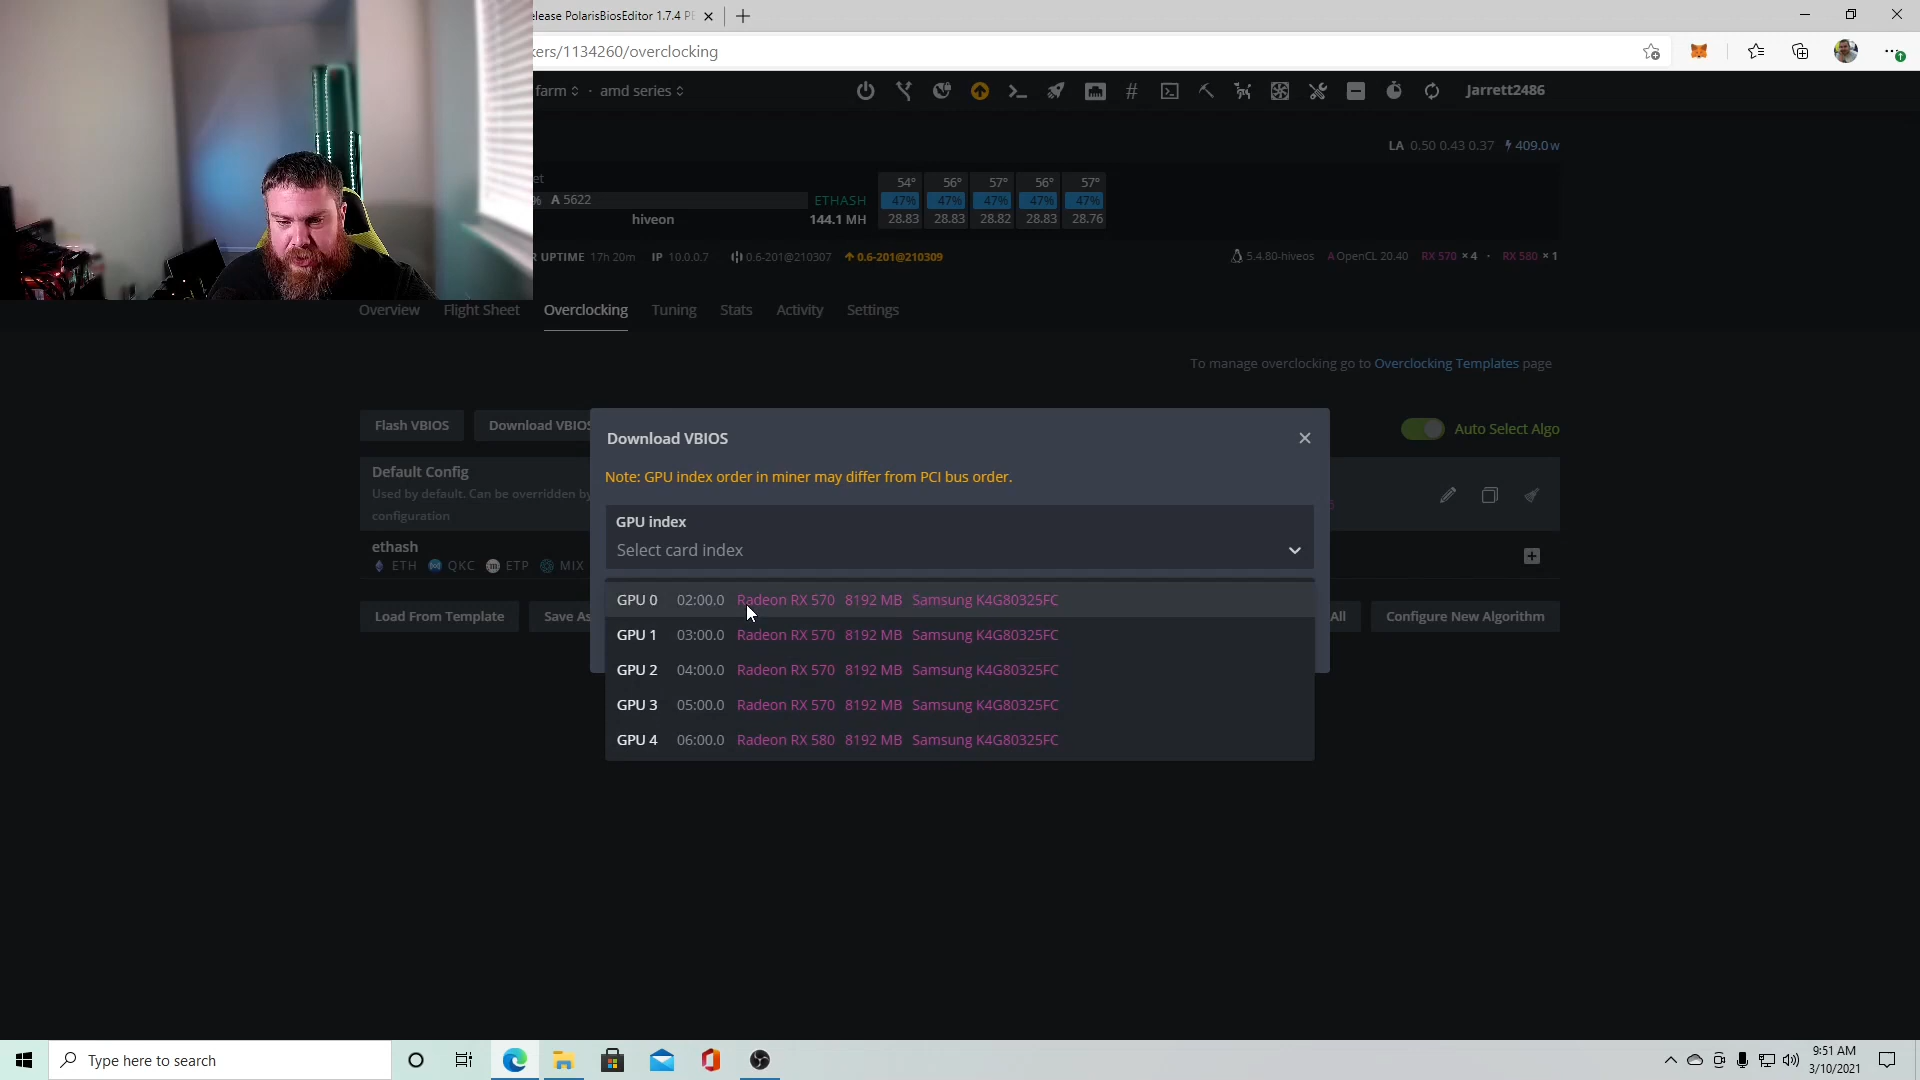 elease PolarisBiosEditor 1.7.4
kers/1134260/overclocking
farm · amd series
#
Jarrett2486
LA 0.50 0.43 0.37 409.0 w
et
54° 56° 57° 56° 57°
% A 5622 ETHASH 47% 47% 47% 47% 47%
hiveon 144.1 MH 28.83 28.83 28.82 28.83 28.76
R UPTIME 17h 20m IP 10.0.0.7 0.6-201@210307 0.6-201@210309 5.4.80-hiveos A OpenCL 20.40 RX 570 × 4 · RX 580 × 1
Overview Flight Sheet Overclocking Tuning Stats Activity Settings
To manage overclocking go to Overclocking Templates page
Flash VBIOS Download VBIOS
Auto Select Algo
Default Config
Used by default. Can be overridden by
configuration
ethash
ETH QKC ETP MIX
Load From Template Save As All Configure New Algorithm
Download VBIOS
Note: GPU index order in miner may differ from PCI bus order.
GPU index
Select card index
GPU 0 02:00.0 Radeon RX 570 8192 MB Samsung K4G80325FC
GPU 1 03:00.0 Radeon RX 570 8192 MB Samsung K4G80325FC
GPU 2 04:00.0 Radeon RX 570 8192 MB Samsung K4G80325FC
GPU 3 05:00.0 Radeon RX 570 8192 MB Samsung K4G80325FC
GPU 4 06:00.0 Radeon RX 580 8192 MB Samsung K4G80325FC
Type here to search
9:51 AM
3/10/2021